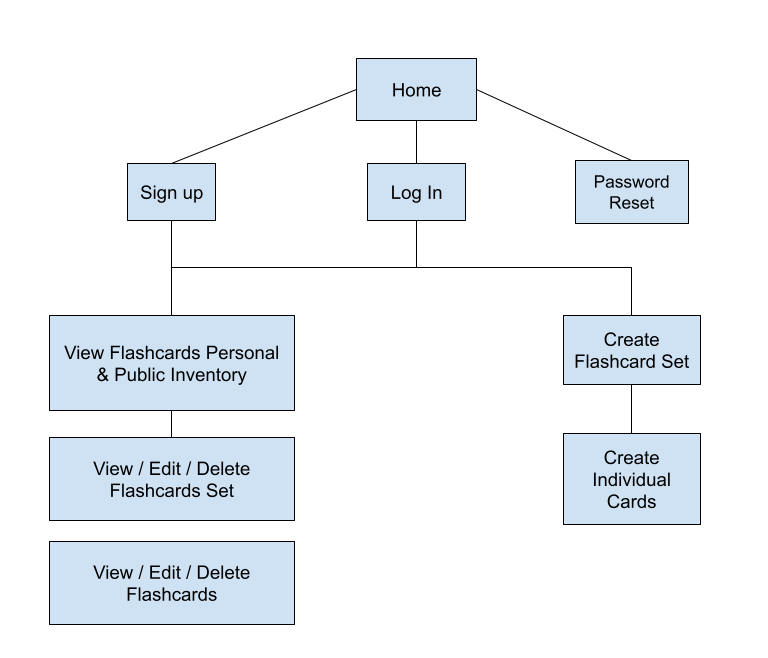 Home
Sign up
Log In
Password
Reset
View Flashcards Personal
& Public Inventory
Create
Flashcard Set
View / Edit / Delete
Flashcards Set
Create
Individual
Cards
View / Edit / Delete
Flashcards